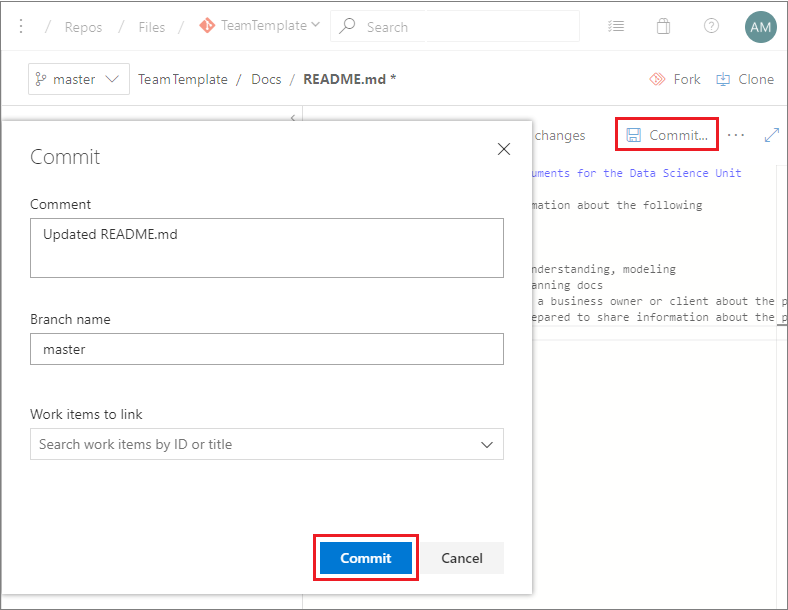 / Repos / Files / TeamTemplate Search AM
master TeamTemplate / Docs / README.md * Fork Clone
changes Commit... ...
Commit
Comment
Updated README.md
Branch name
master
Work items to link
Search work items by ID or title
Commit Cancel
uments for the Data Science Unit
mation about the following
nderstanding, modeling
anning docs
a business owner or client about the p
epared to share information about the p